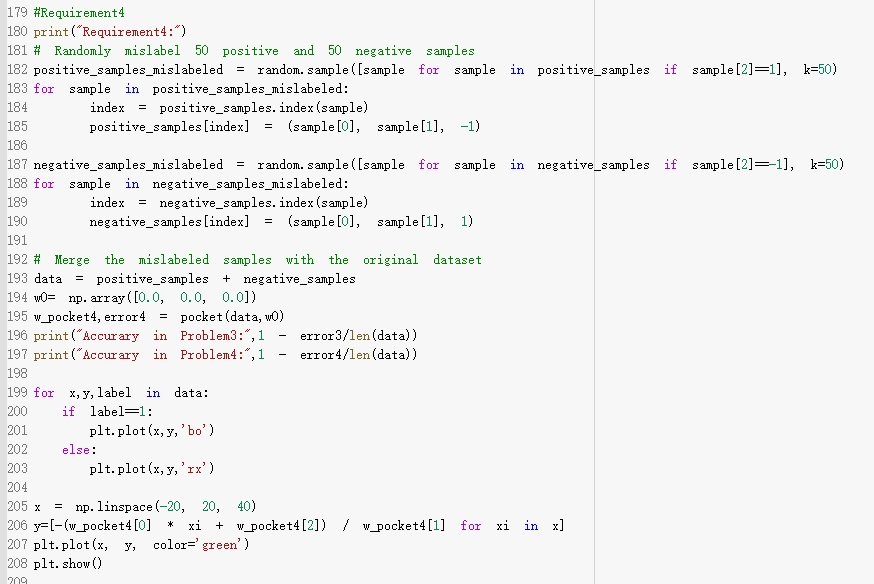 179 #Requirement4
180 print("Requirement4:")
181 # Randomly mislabel 50 positive and 50 negative samples
182 positive_samples_mislabeled = random.sample([sample for sample in positive_samples if sample[2]==1], k=50)
183 for sample in positive_samples_mislabeled:
184         index = positive_samples.index(sample)
185         positive_samples[index] = (sample[0], sample[1], -1)
186
187 negative_samples_mislabeled = random.sample([sample for sample in negative_samples if sample[2]==-1], k=50)
188 for sample in negative_samples_mislabeled:
189         index = negative_samples.index(sample)
190         negative_samples[index] = (sample[0], sample[1], 1)
191
192 # Merge the mislabeled samples with the original dataset
193 data = positive_samples + negative_samples
194 w0= np.array([0.0, 0.0, 0.0])
195 w_pocket4,error4 = pocket(data,w0)
196 print("Accurary in Problem3:",1 - error3/len(data))
197 print("Accurary in Problem4:",1 - error4/len(data))
198
199 for x,y,label in data:
200     if label==1:
201         plt.plot(x,y,'bo')
202     else:
203         plt.plot(x,y,'rx')
204
205 x = np.linspace(-20, 20, 40)
206 y=[-(w_pocket4[0] * xi + w_pocket4[2]) / w_pocket4[1] for xi in x]
207 plt.plot(x, y, color='green')
208 plt.show()
209